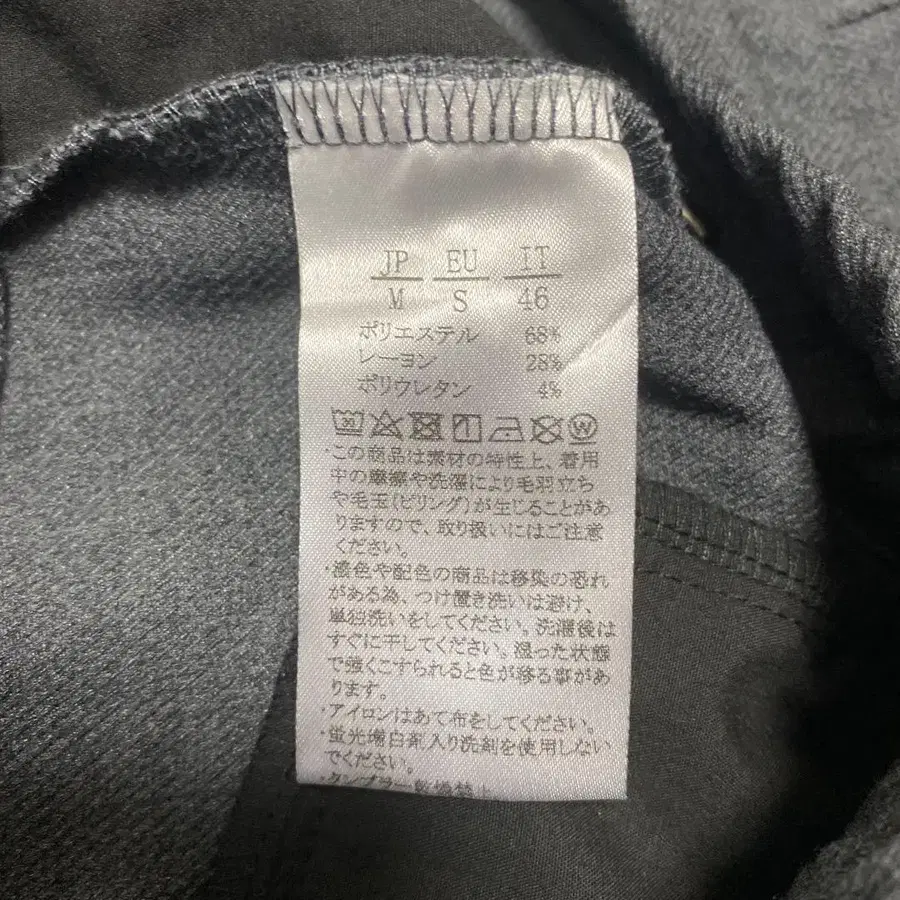 JP EU IT
M S 46
ポリエステル 68%
レーヨン 28%
ポリウレタン 4%
30 W
・この商品は素材の特性上、着用
中の摩擦や洗濯により毛羽立ち
や毛玉(ピリング)が生じることがあ
りますので、取り扱いにはご注意
ください。
・濃色や配色の商品は移染の恐れ
がある為、つけ置き洗いは避け、
単独洗いをしてください。洗濯後は
すぐに干してください。湿った状態
で強くこすられると色が移る事があ
ります。
・アイロンはあて布をしてください。
・蛍光増白剤入り洗剤を使用しない
でください。
・タンブラー乾燥禁止